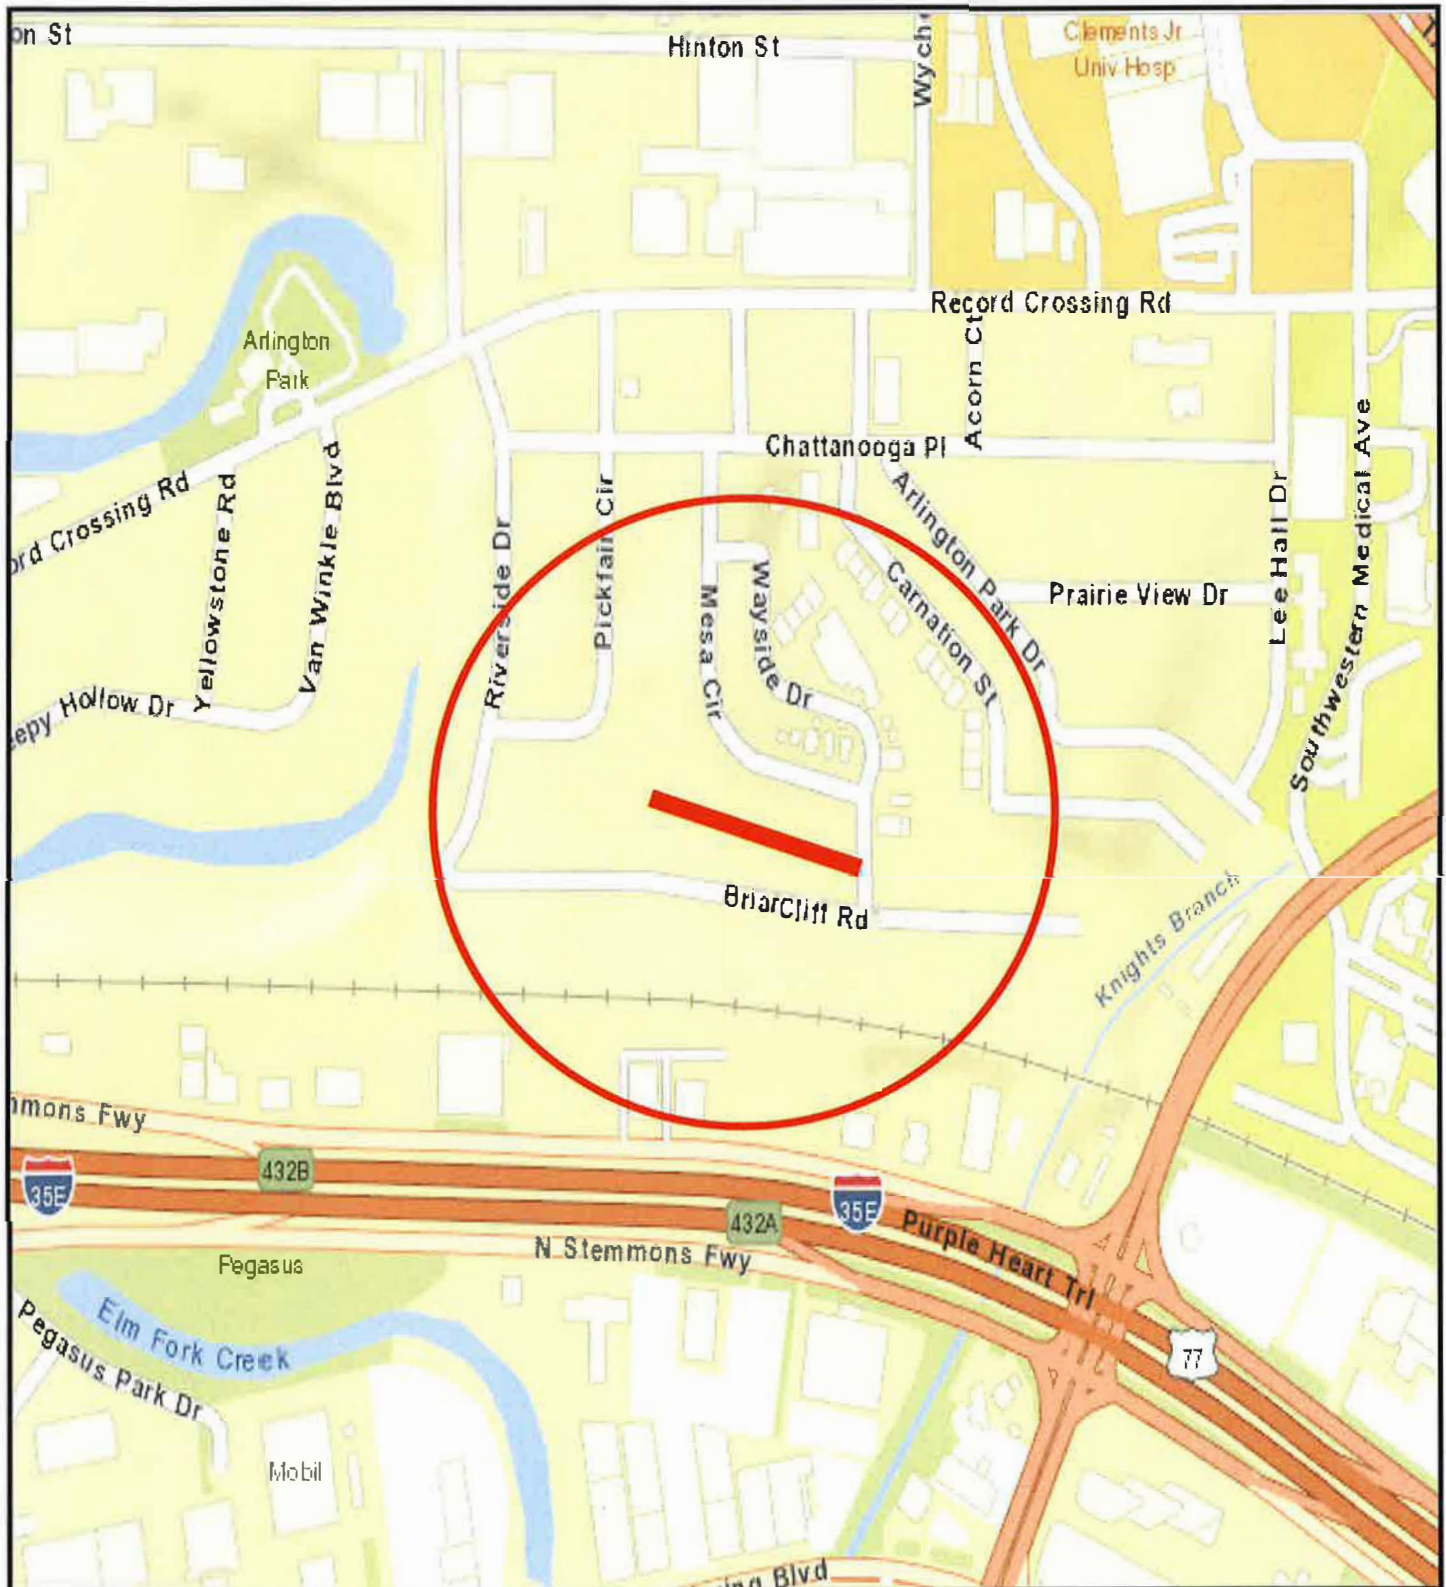 on St
Hinton St
Wych
Clements Jr
Univ Hosp
Record Crossing Rd
Arlington
Park
Acorn Ct
Chattanooga Pl
ord Crossing Rd
Yellowstone Rd
Van Winkle Blvd
Riverside Dr
Pickfair Cir
Mesa Cir
Wayside Dr
Carnation St
Arlington Park Dr
Prairie View Dr
Lee Hall Dr
Southwestern Medical Ave
eepy Hollow Dr
Briarcliff Rd
Knights Branch
mmons Fwy
35E
432B
432A
35E
Purple Heart Trl
N Stemmons Fwy
77
Pegasus
Elm Fork Creek
Pegasus Park Dr
Mobil
Blvd